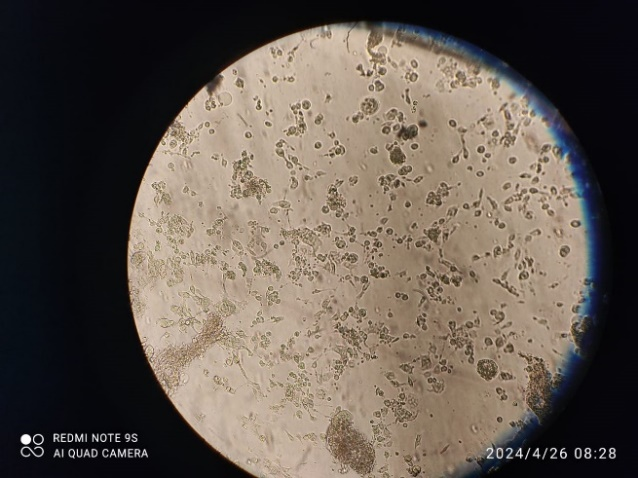 REDMI NOTE 9S
AI QUAD CAMERA
2024/4/26 08:28